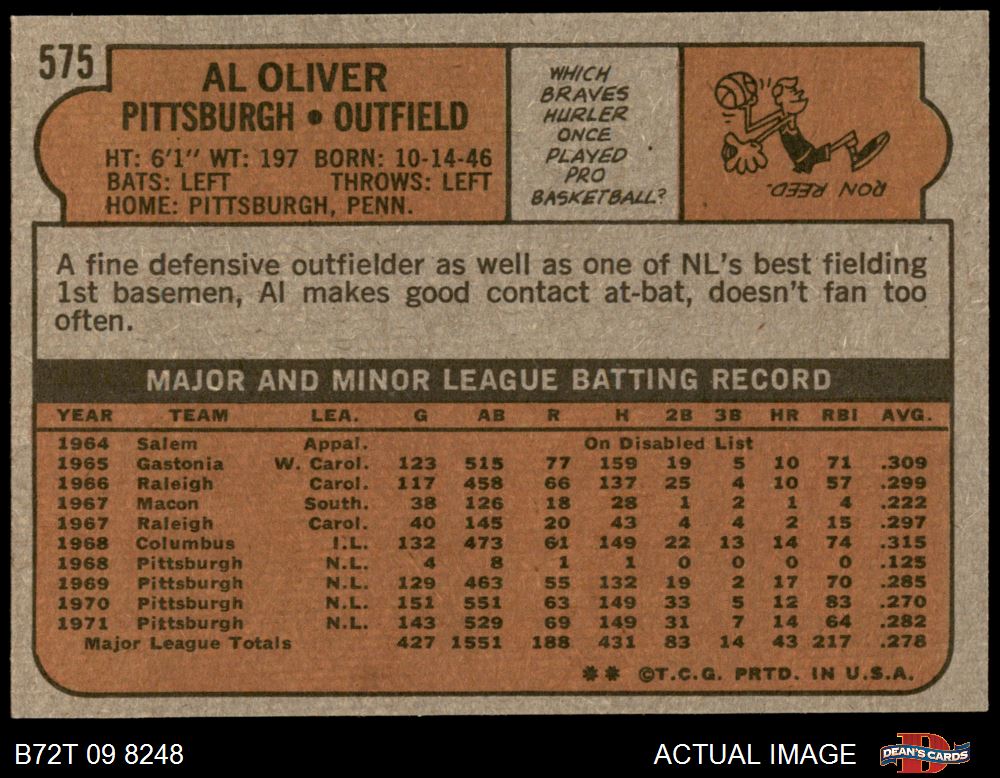 575
AL OLIVER
PITTSBURGH • OUTFIELD
HT: 6'1" WT: 197 BORN: 10-14-46
BATS: LEFT THROWS: LEFT
HOME: PITTSBURGH, PENN.
WHICH
BRAVES
HURLER
ONCE
PLAYED
PRO
BASKETBALL?
RON REED.
A fine defensive outfielder as well as one of NL's best fielding
1st basemen, Al makes good contact at-bat, doesn't fan too
often.
MAJOR AND MINOR LEAGUE BATTING RECORD
YEAR TEAM LEA. G AB R H 2B 3B HR RBI AVG.
1964 Salem Appal. On Disabled List
1965 Gastonia W. Carol. 123 515 77 159 19 5 10 71 .309
1966 Raleigh Carol. 117 458 66 137 25 4 10 57 .299
1967 Macon South. 38 126 18 28 1 2 1 4 .222
1967 Raleigh Carol. 40 145 20 43 4 4 2 15 .297
1968 Columbus I.L. 132 473 61 149 22 13 14 74 .315
1968 Pittsburgh N.L. 4 8 1 1 0 0 0 0 .125
1969 Pittsburgh N.L. 129 463 55 132 19 2 17 70 .285
1970 Pittsburgh N.L. 151 551 63 149 33 5 12 83 .270
1971 Pittsburgh N.L. 143 529 69 149 31 7 14 64 .282
Major League Totals 427 1551 188 431 83 14 43 217 .278
** ©T.C.G. PRTD. IN U.S.A.
B72T 09 8248
ACTUAL IMAGE
DEAN'S CARDS